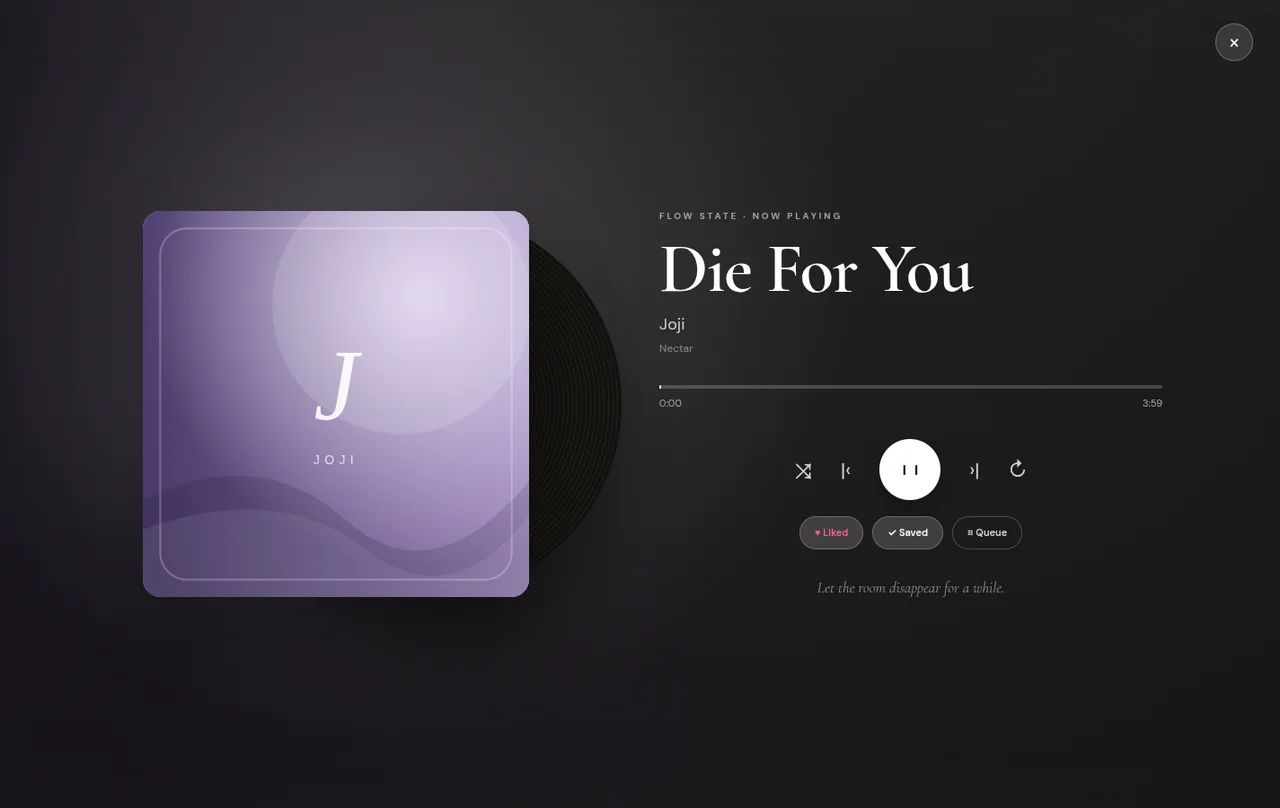 J
JOJI
FLOW STATE · NOW PLAYING
Die For You
Joji
Nectar
0:00
3:59
♥ Liked
✓ Saved
≡ Queue
Let the room disappear for a while.